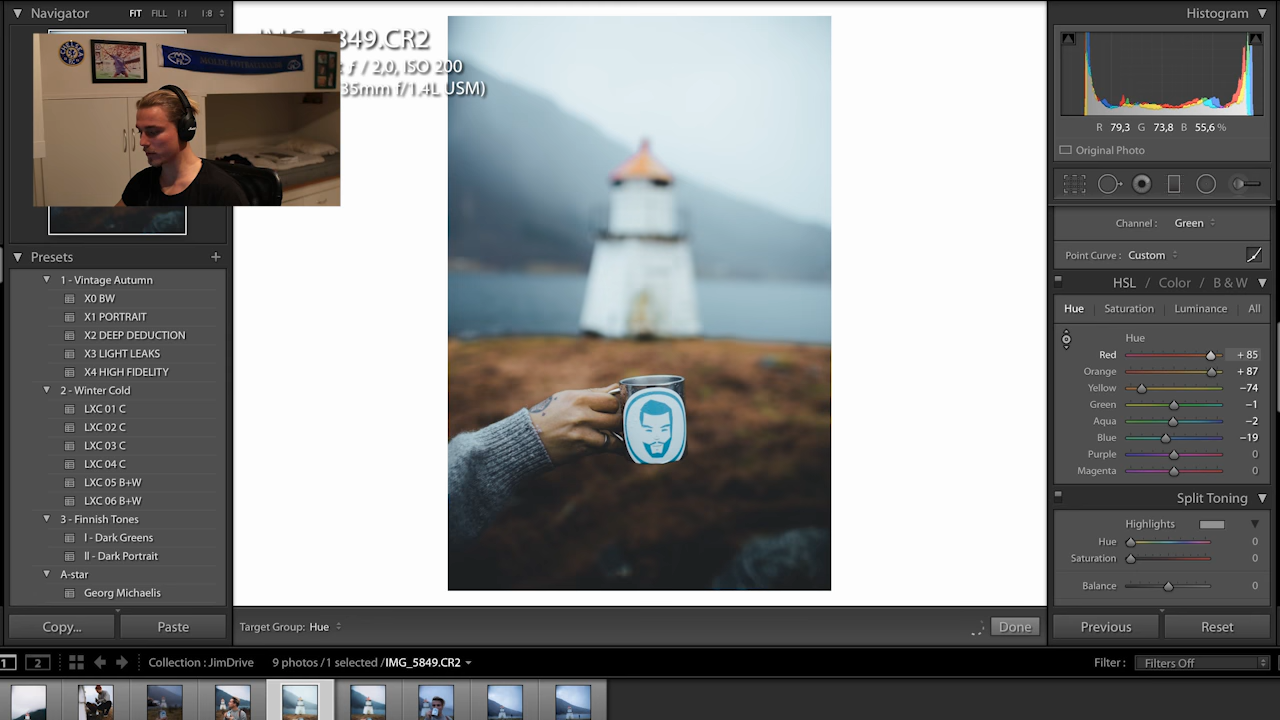 Navigator FIT FILL 1:1 1:8
5849.CR2
ƒ / 2,0, ISO 200
35mm f/1.4L USM)
Presets
1 - Vintage Autumn
X0 BW
X1 PORTRAIT
X2 DEEP DEDUCTION
X3 LIGHT LEAKS
X4 HIGH FIDELITY
2 - Winter Cold
LXC 01 C
LXC 02 C
LXC 03 C
LXC 04 C
LXC 05 B+W
LXC 06 B+W
3 - Finnish Tones
I - Dark Greens
II - Dark Portrait
A-star
Georg Michaelis
Copy... Paste
Target Group: Hue Done
Histogram
R 79,3 G 73,8 B 55,6 %
Original Photo
Channel : Green
Point Curve : Custom
HSL / Color / B & W
Hue Saturation Luminance All
Hue
Red + 85
Orange + 87
Yellow −74
Green −1
Aqua −2
Blue −19
Purple 0
Magenta 0
Split Toning
Highlights
Hue 0
Saturation 0
Balance 0
Previous Reset
1 2 Collection : JimDrive 9 photos / 1 selected / IMG_5849.CR2 Filter : Filters Off